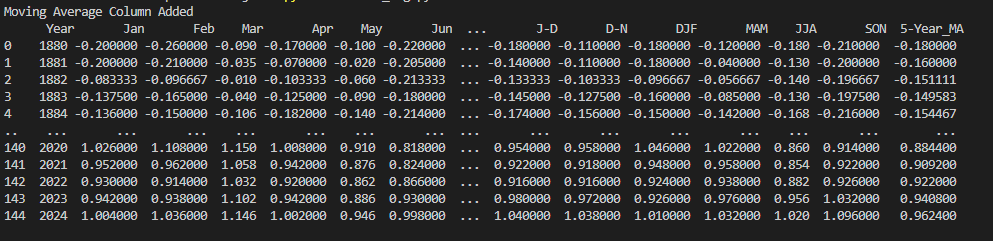 Moving Average Column Added
Year Jan Feb Mar Apr May Jun ... J-D D-N DJF MAM JJA SON 5-Year_MA
0 1880 -0.200000 -0.260000 -0.090 -0.170000 -0.100 -0.220000 ... -0.180000 -0.110000 -0.180000 -0.120000 -0.180 -0.210000 -0.180000
1 1881 -0.200000 -0.210000 -0.035 -0.070000 -0.020 -0.205000 ... -0.140000 -0.110000 -0.180000 -0.040000 -0.130 -0.200000 -0.160000
2 1882 -0.083333 -0.096667 -0.010 -0.103333 -0.060 -0.213333 ... -0.133333 -0.103333 -0.096667 -0.056667 -0.140 -0.196667 -0.151111
3 1883 -0.137500 -0.165000 -0.040 -0.125000 -0.090 -0.180000 ... -0.145000 -0.127500 -0.160000 -0.085000 -0.130 -0.197500 -0.149583
4 1884 -0.136000 -0.150000 -0.106 -0.182000 -0.140 -0.214000 ... -0.174000 -0.156000 -0.150000 -0.142000 -0.168 -0.216000 -0.154467
.. ... ... ... ... ... ... ... ... ... ... ... ... ... ... ...
140 2020 1.026000 1.108000 1.150 1.008000 0.910 0.818000 ... 0.954000 0.958000 1.046000 1.022000 0.860 0.914000 0.884400
141 2021 0.952000 0.962000 1.058 0.942000 0.876 0.824000 ... 0.922000 0.918000 0.948000 0.958000 0.854 0.922000 0.909200
142 2022 0.930000 0.914000 1.032 0.920000 0.862 0.866000 ... 0.916000 0.916000 0.924000 0.938000 0.882 0.926000 0.922000
143 2023 0.942000 0.938000 1.102 0.942000 0.886 0.930000 ... 0.980000 0.972000 0.926000 0.976000 0.956 1.032000 0.940800
144 2024 1.004000 1.036000 1.146 1.002000 0.946 0.998000 ... 1.040000 1.038000 1.010000 1.032000 1.020 1.096000 0.962400